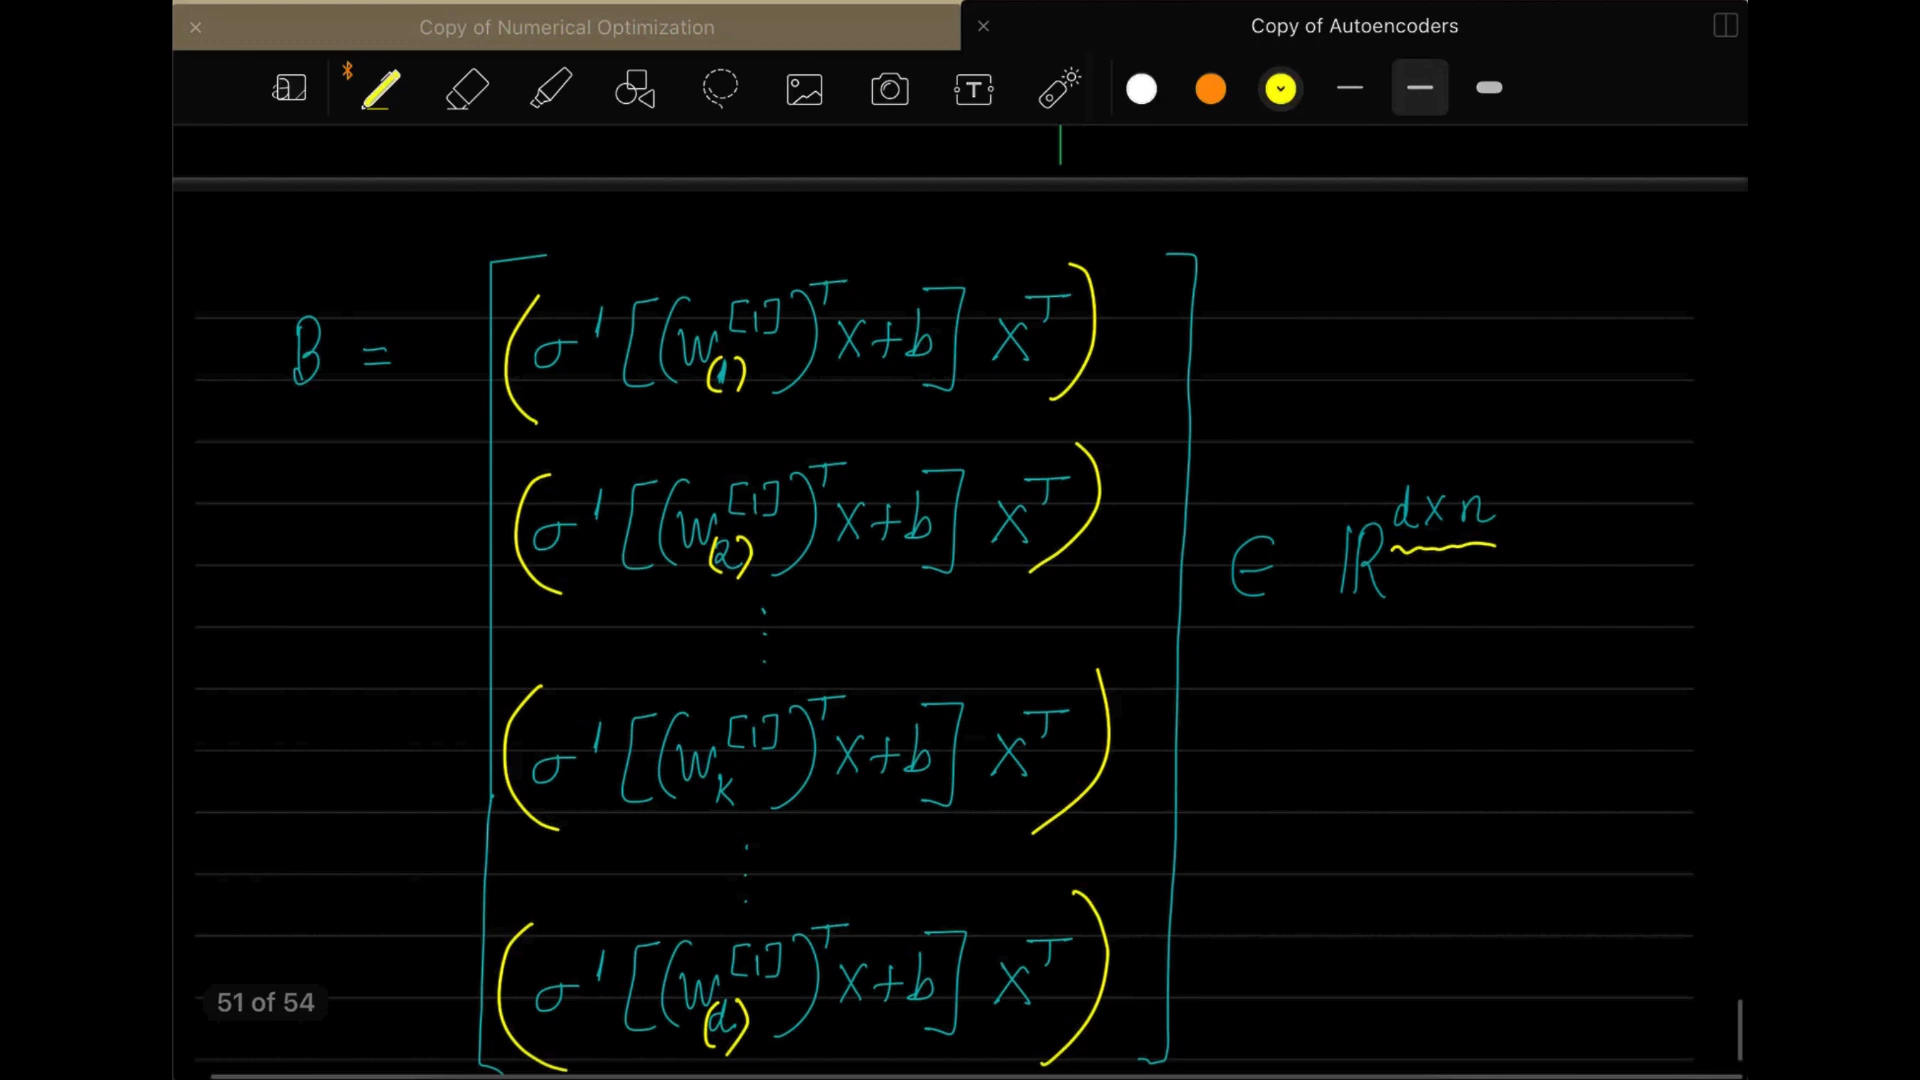 Copy of Numerical Optimization
Copy of Autoencoders
B = [ (σ'[(w_(1)^[1])^T x+b] x^T)
(σ'[(w_(2)^[1])^T x+b] x^T)
⋮
(σ'[(w_k^[1])^T x+b] x^T)
⋮
(σ'[(w_(d)^[1])^T x+b] x^T) ] ∈ ℝ^{d×n}
51 of 54